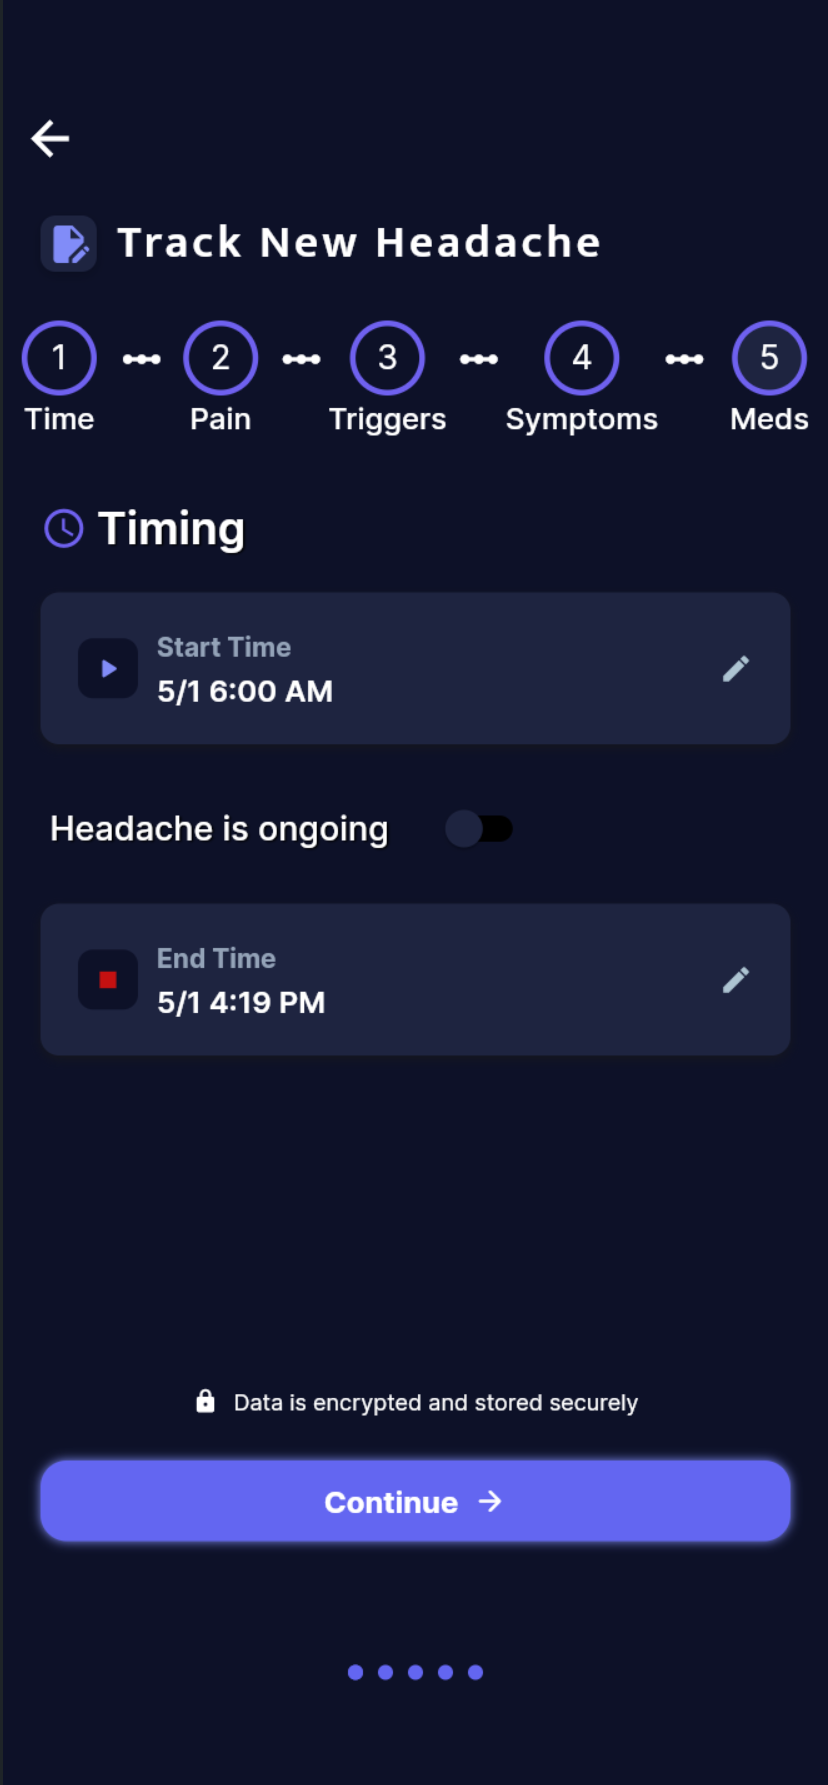 Track New Headache
1 2 3 4 5
Time Pain Triggers Symptoms Meds
Timing
Start Time
5/1 6:00 AM
Headache is ongoing
End Time
5/1 4:19 PM
Data is encrypted and stored securely
Continue